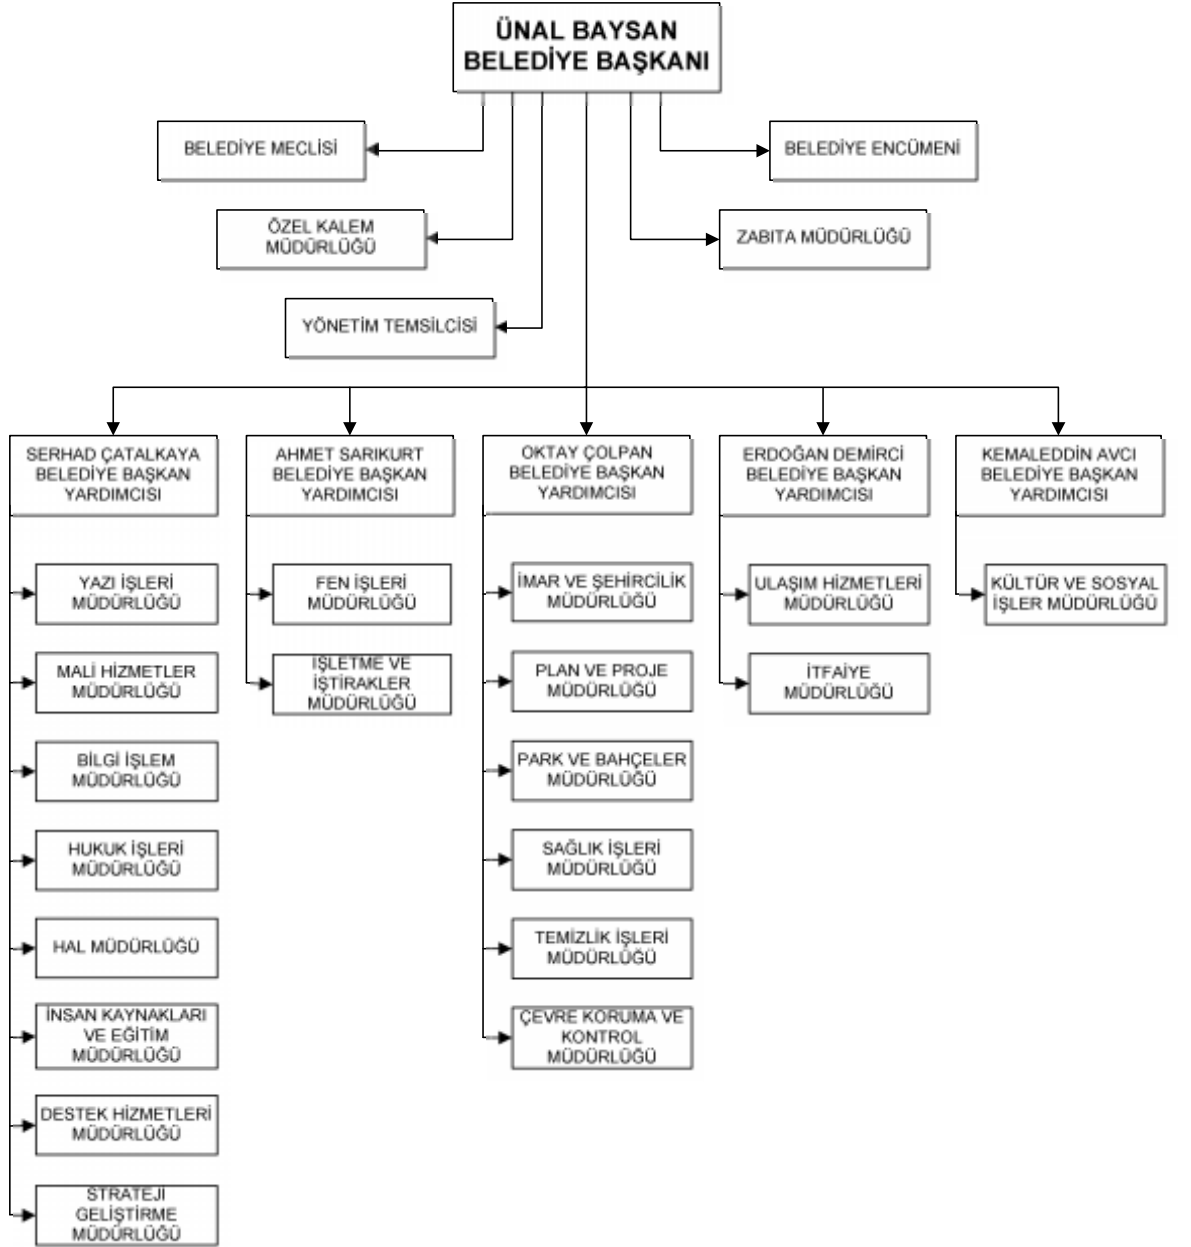 ÜNAL BAYSAN
BELEDİYE BAŞKANI
BELEDİYE MECLİSİ
BELEDİYE ENCÜMENİ
ÖZEL KALEM
MÜDÜRLÜĞÜ
ZABITA MÜDÜRLÜĞÜ
YÖNETİM TEMSİLCİSİ
SERHAD ÇATALKAYA
BELEDİYE BAŞKAN
YARDIMCISI
YAZI İŞLERİ
MÜDÜRLÜĞÜ
MALİ HİZMETLER
MÜDÜRLÜĞÜ
BİLGİ İŞLEM
MÜDÜRLÜĞÜ
HUKUK İŞLERİ
MÜDÜRLÜĞÜ
HAL MÜDÜRLÜĞÜ
İNSAN KAYNAKLARI
VE EĞİTİM
MÜDÜRLÜĞÜ
DESTEK HİZMETLERİ
MÜDÜRLÜĞÜ
STRATEJİ
GELİŞTİRME
MÜDÜRLÜĞÜ
AHMET SARIKURT
BELEDİYE BAŞKAN
YARDIMCISI
FEN İŞLERİ
MÜDÜRLÜĞÜ
İŞLETME VE
İŞTİRAKLER
MÜDÜRLÜĞÜ
OKTAY ÇOLPAN
BELEDİYE BAŞKAN
YARDIMCISI
İMAR VE ŞEHİRCİLİK
MÜDÜRLÜĞÜ
PLAN VE PROJE
MÜDÜRLÜĞÜ
PARK VE BAHÇELER
MÜDÜRLÜĞÜ
SAĞLIK İŞLERİ
MÜDÜRLÜĞÜ
TEMİZLİK İŞLERİ
MÜDÜRLÜĞÜ
ÇEVRE KORUMA VE
KONTROL
MÜDÜRLÜĞÜ
ERDOĞAN DEMİRCİ
BELEDİYE BAŞKAN
YARDIMCISI
ULAŞIM HİZMETLERİ
MÜDÜRLÜĞÜ
İTFAİYE
MÜDÜRLÜĞÜ
KEMALEDDİN AVCI
BELEDİYE BAŞKAN
YARDIMCISI
KÜLTÜR VE SOSYAL
İŞLER MÜDÜRLÜĞÜ